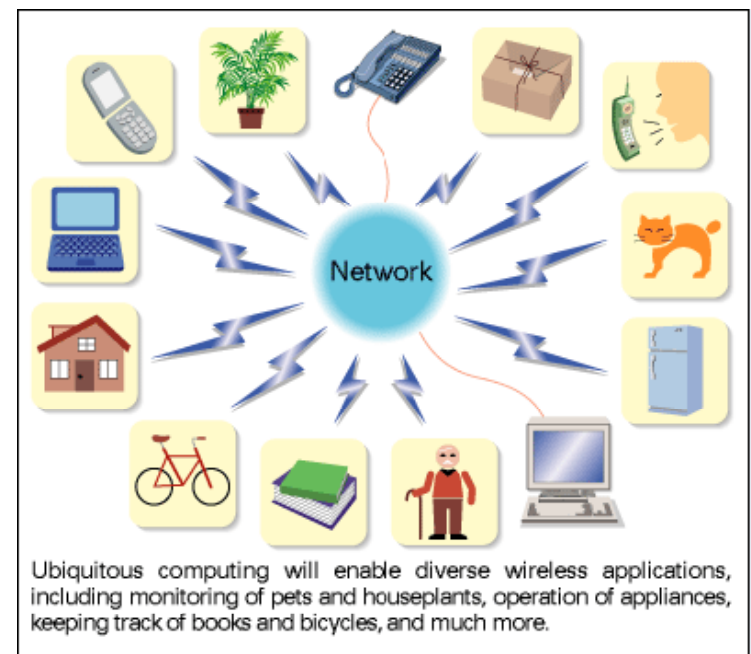 Network
Ubiquitous computing will enable diverse wireless applications,
including monitoring of pets and houseplants, operation of appliances,
keeping track of books and bicycles, and much more.